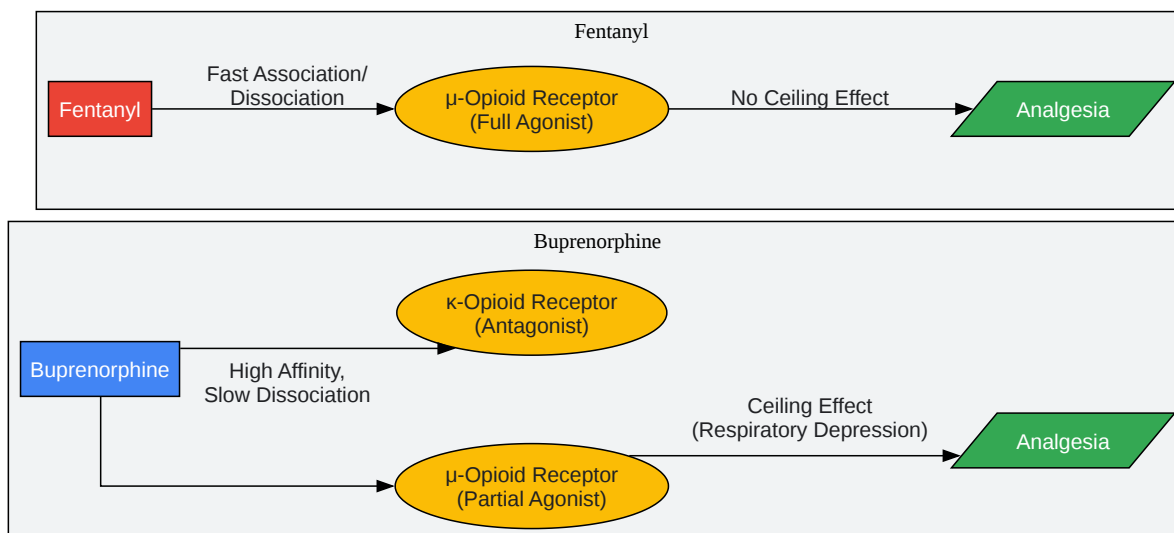 Fentanyl
Fast Association/
Dissociation
Fentanyl
μ-Opioid Receptor
(Full Agonist)
No Ceiling Effect
Analgesia
Buprenorphine
κ-Opioid Receptor
(Antagonist)
Buprenorphine
High Affinity,
Slow Dissociation
Ceiling Effect
(Respiratory Depression)
Analgesia
μ-Opioid Receptor
(Partial Agonist)